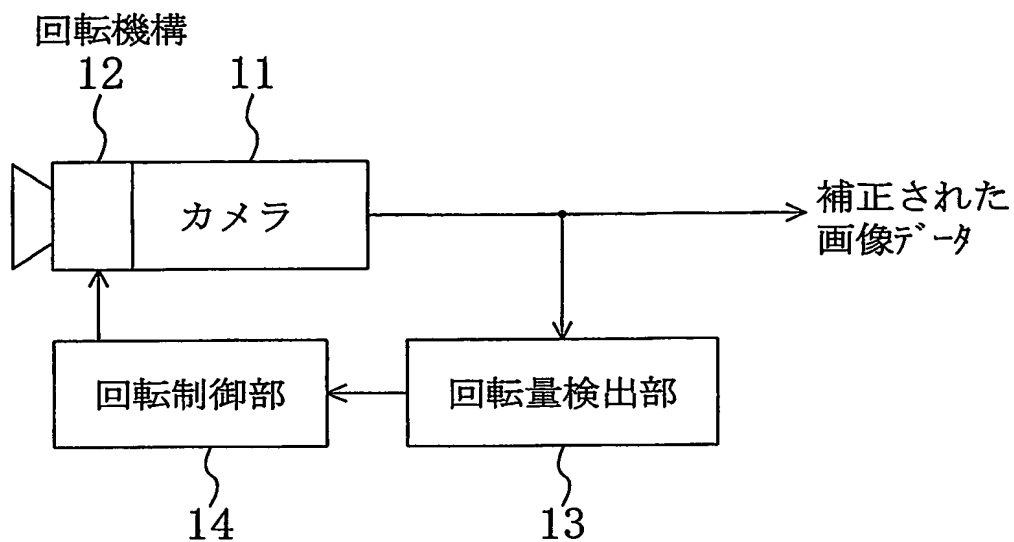 回転機構
12
11
カメラ
補正された
画像データ
回転制御部
回転量検出部
14
13